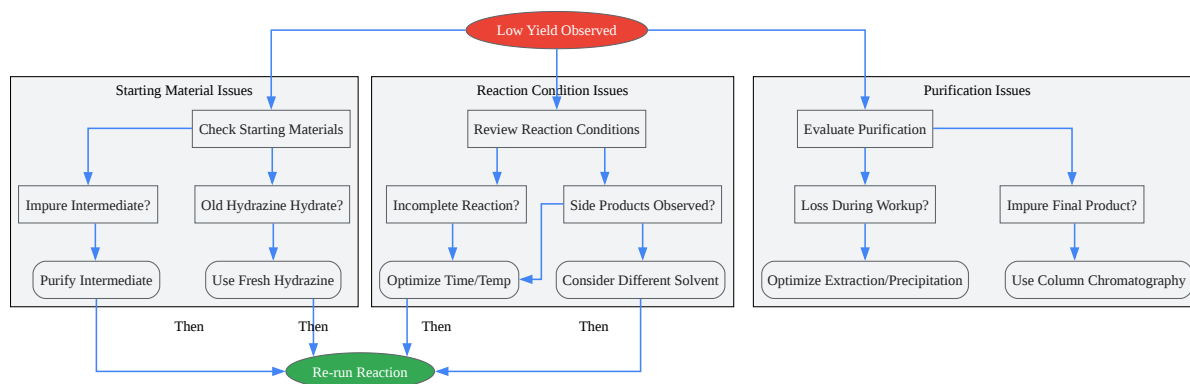 Low Yield Observed
Starting Material Issues
Reaction Condition Issues
Purification Issues
Check Starting Materials
Review Reaction Conditions
Evaluate Purification
Impure Intermediate?
Old Hydrazine Hydrate?
Incomplete Reaction?
Side Products Observed?
Loss During Workup?
Impure Final Product?
Purify Intermediate
Use Fresh Hydrazine
Optimize Time/Temp
Consider Different Solvent
Optimize Extraction/Precipitation
Use Column Chromatography
Then
Then
Then
Then
Re-run Reaction